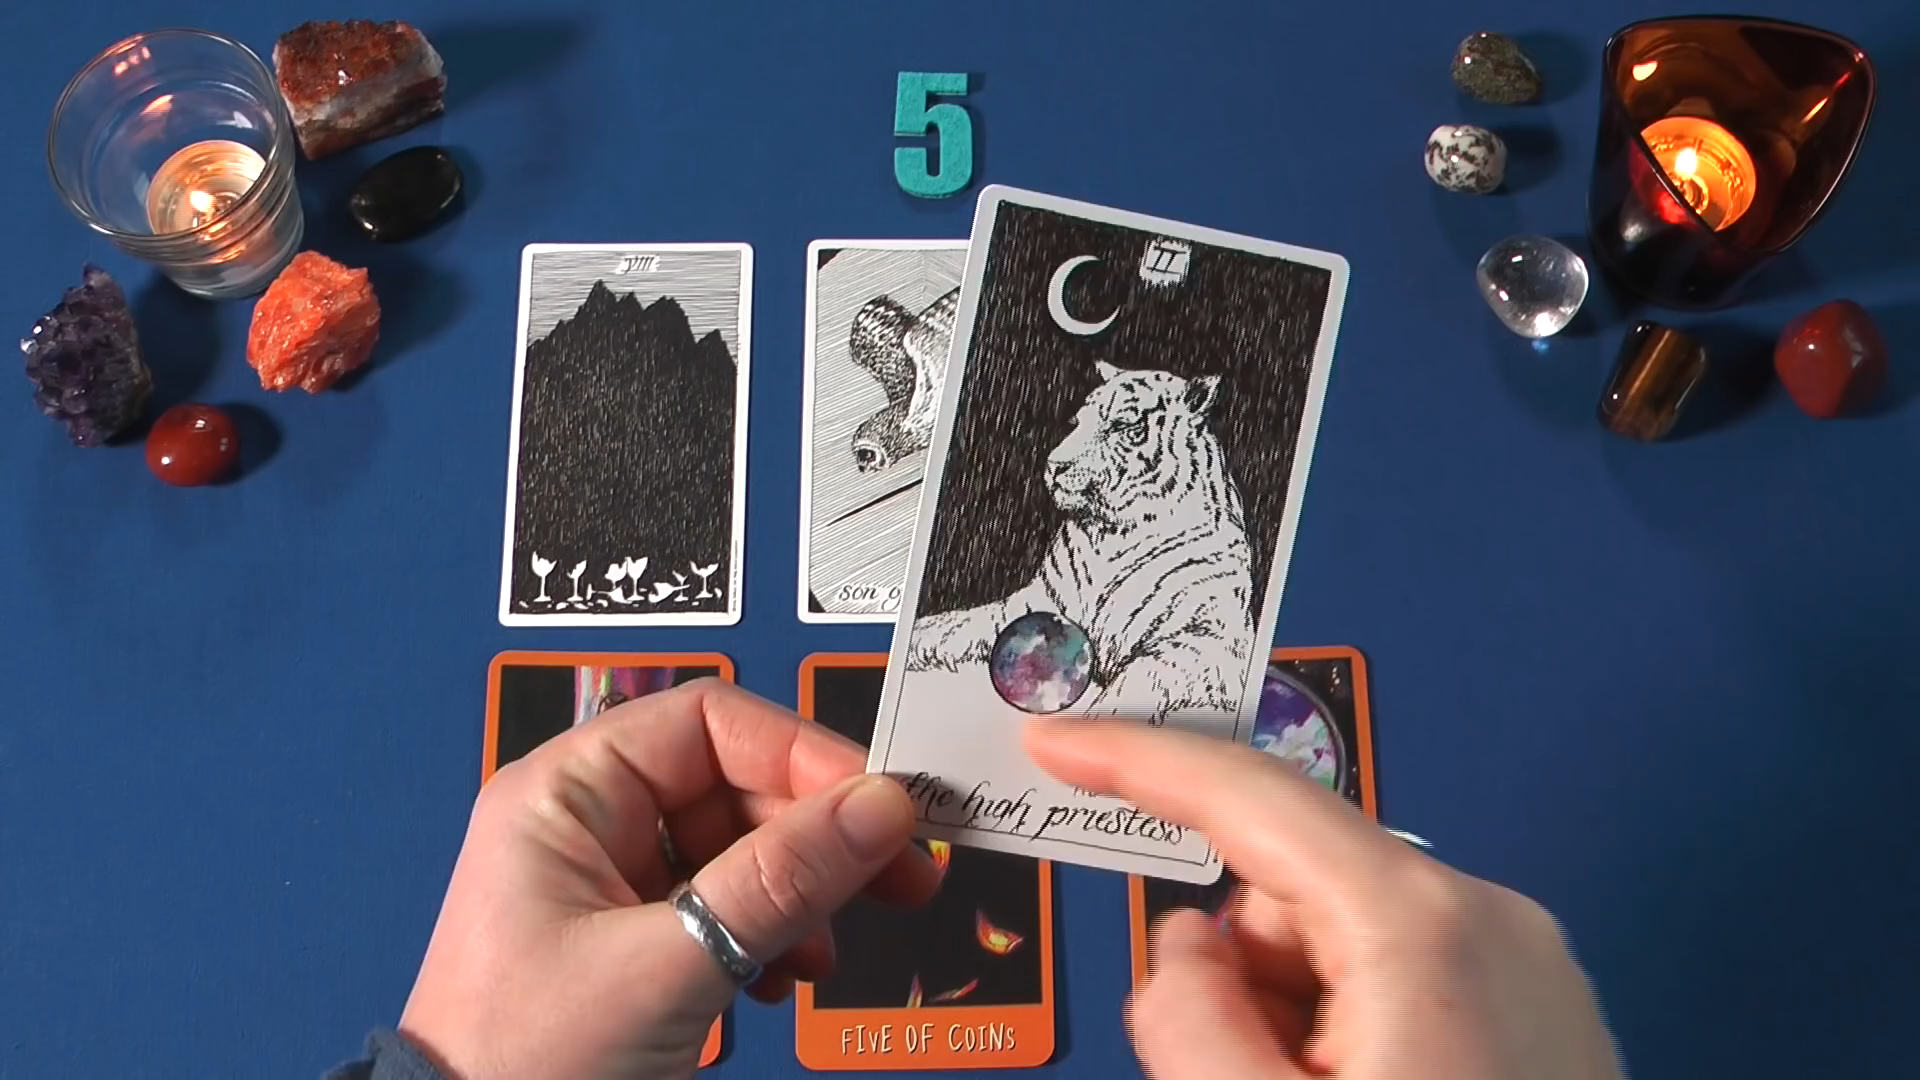 5
VIII
II
son o
the high priestess
FIVE OF COINS